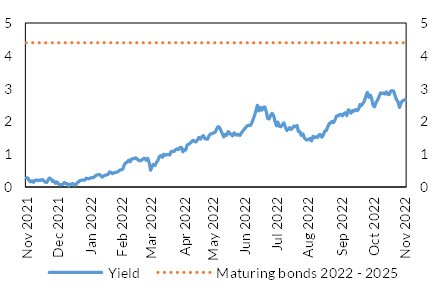 5
4
3
2
1
0
5
4
3
2
1
0
Nov 2021
Dec 2021
Jan 2022
Feb 2022
Mar 2022
Apr 2022
May 2022
Jun 2022
Jul 2022
Aug 2022
Sep 2022
Oct 2022
Nov 2022
Yield
Maturing bonds 2022 - 2025